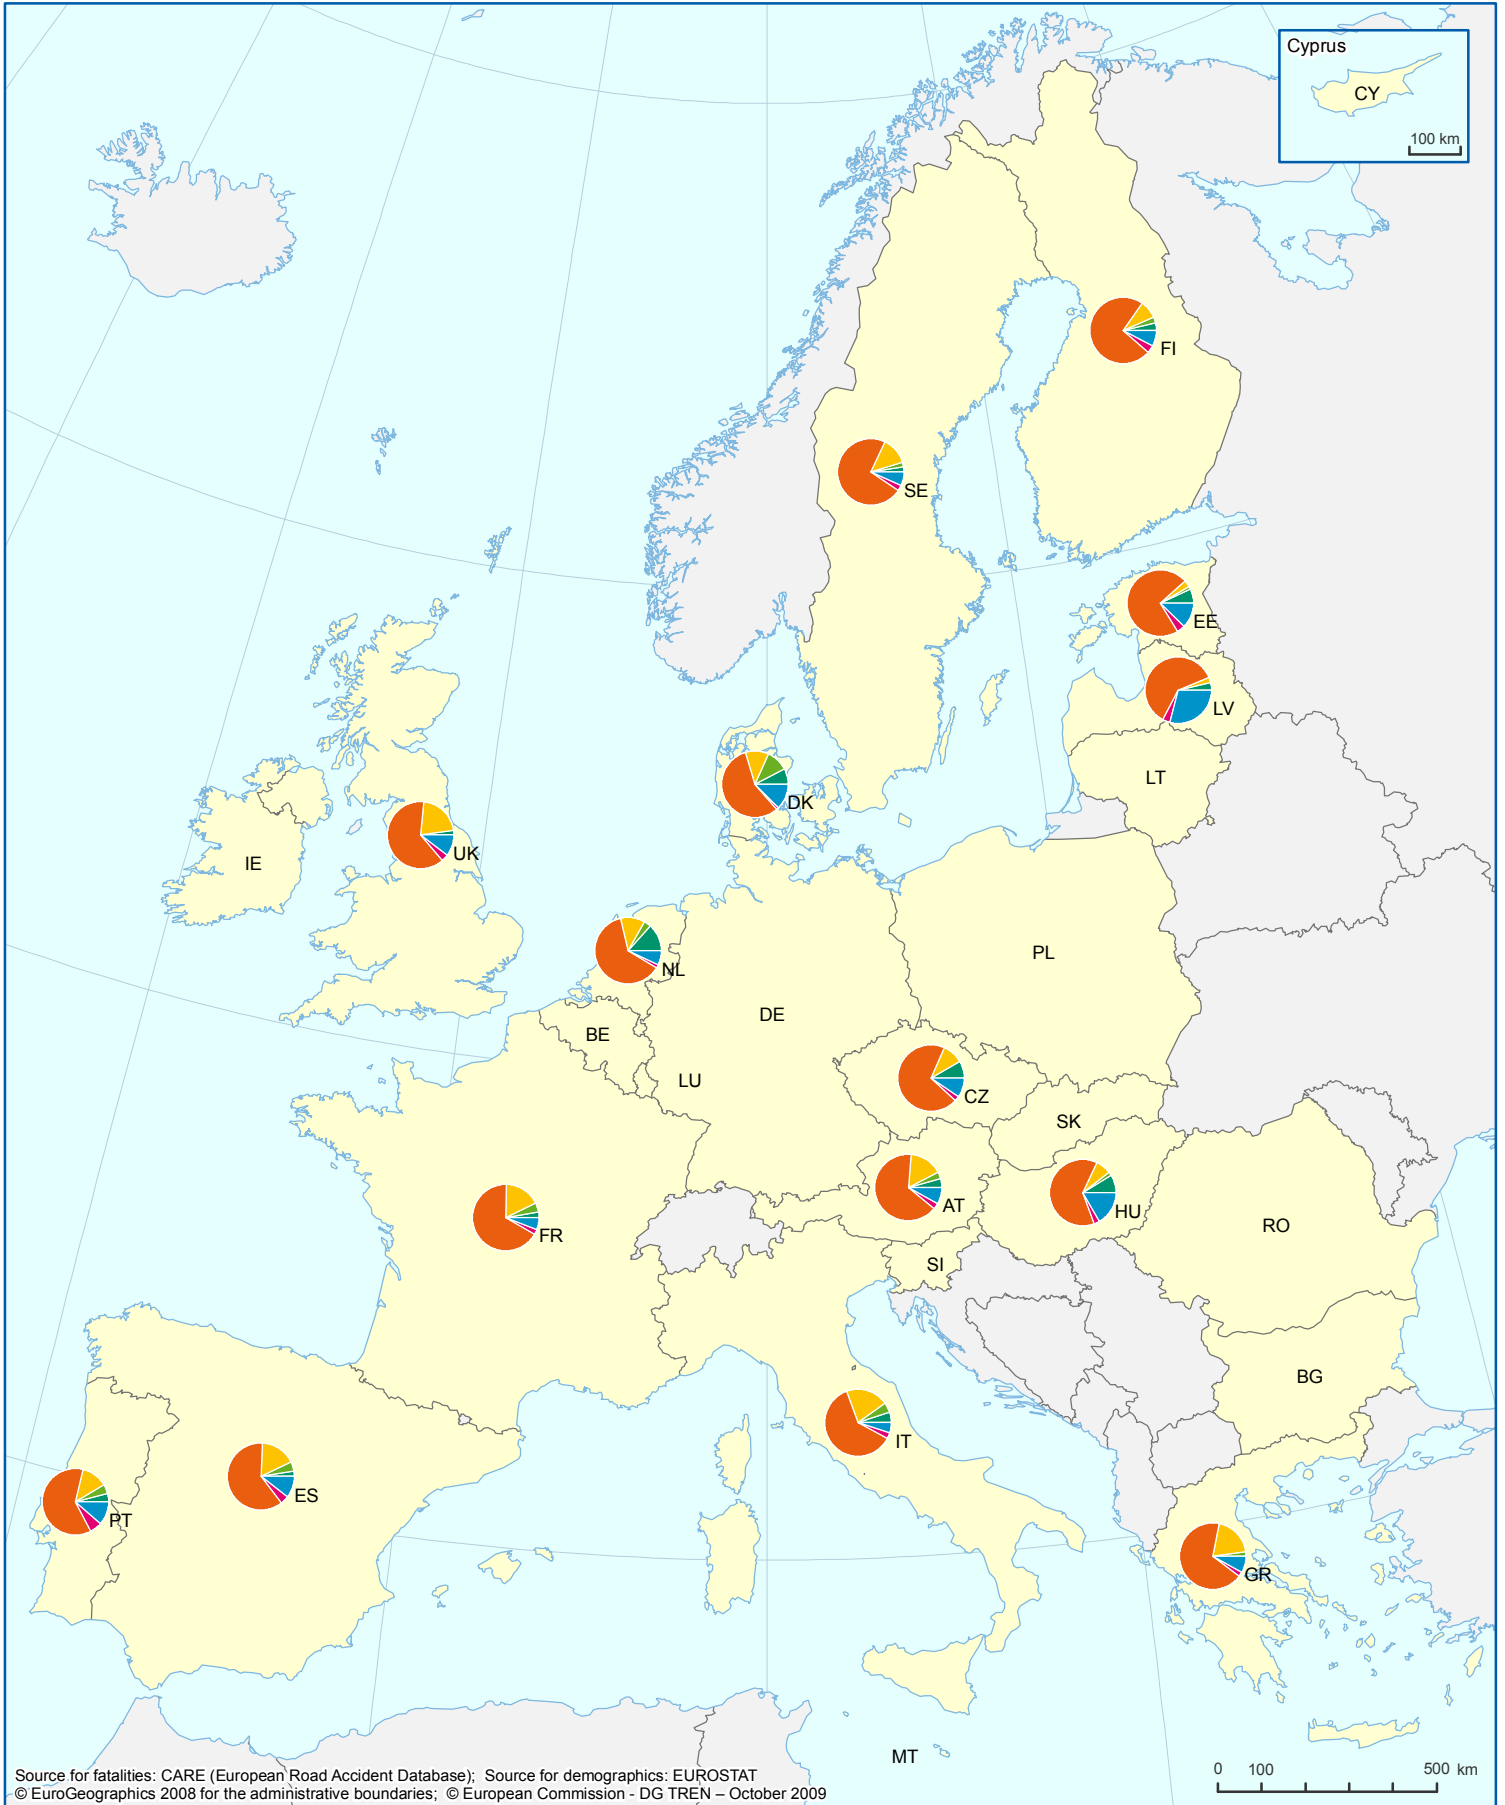 Cyprus
CY
100 km
FI
SE
EE
LV
LT
DK
UK
IE
NL
PL
DE
BE
LU
CZ
SK
AT
HU
FR
RO
SI
BG
IT
ES
PT
GR
MT
0 100 500 km
Source for fatalities: CARE (European Road Accident Database); Source for demographics: EUROSTAT
© EuroGeographics 2008 for the administrative boundaries; © European Commission - DG TREN – October 2009